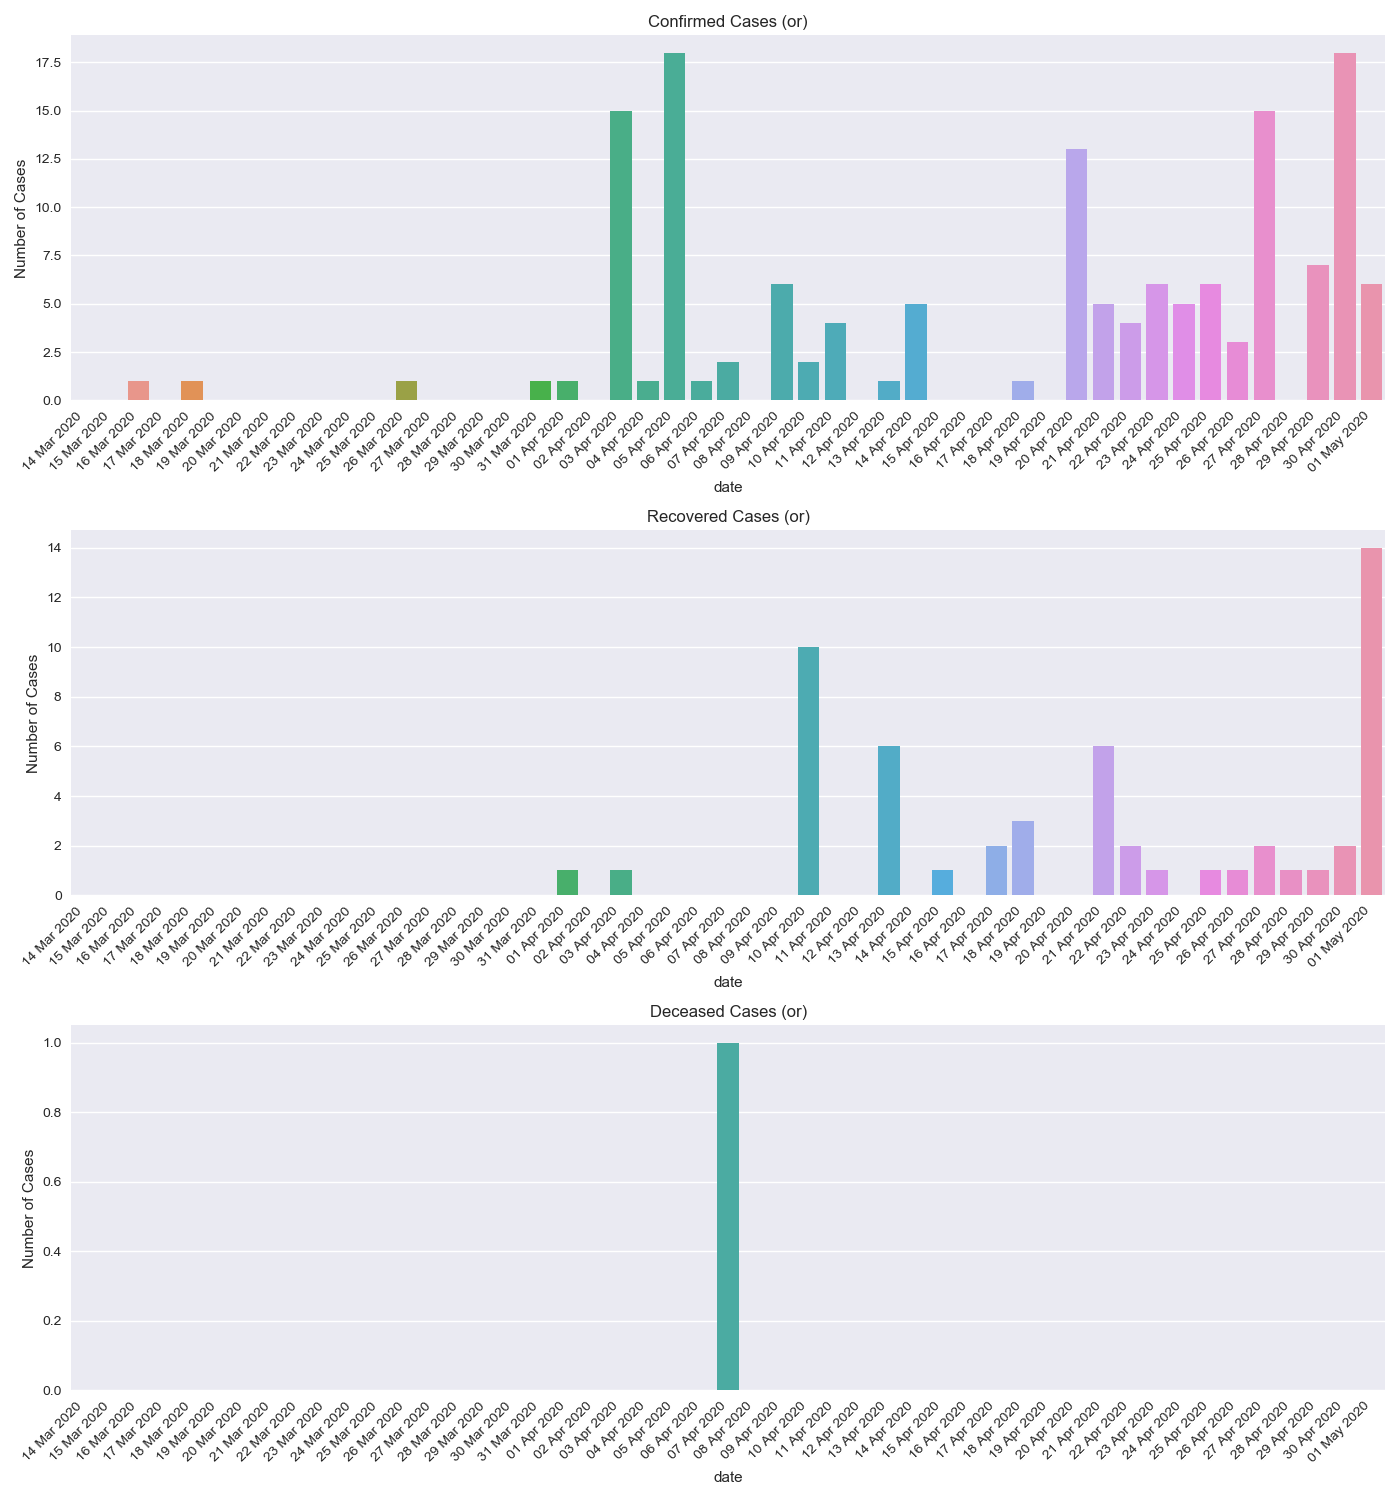 Confirmed Cases (or)
Number of Cases
17.5
15.0
12.5
10.0
7.5
5.0
2.5
0.0
14 Mar 2020
15 Mar 2020
16 Mar 2020
17 Mar 2020
18 Mar 2020
19 Mar 2020
20 Mar 2020
21 Mar 2020
22 Mar 2020
23 Mar 2020
24 Mar 2020
25 Mar 2020
26 Mar 2020
27 Mar 2020
28 Mar 2020
29 Mar 2020
30 Mar 2020
31 Mar 2020
01 Apr 2020
02 Apr 2020
03 Apr 2020
04 Apr 2020
05 Apr 2020
06 Apr 2020
07 Apr 2020
08 Apr 2020
09 Apr 2020
10 Apr 2020
11 Apr 2020
12 Apr 2020
13 Apr 2020
14 Apr 2020
15 Apr 2020
16 Apr 2020
17 Apr 2020
18 Apr 2020
19 Apr 2020
20 Apr 2020
21 Apr 2020
22 Apr 2020
23 Apr 2020
24 Apr 2020
25 Apr 2020
26 Apr 2020
27 Apr 2020
28 Apr 2020
29 Apr 2020
30 Apr 2020
01 May 2020
date
Recovered Cases (or)
Number of Cases
14
12
10
8
6
4
2
0
14 Mar 2020
15 Mar 2020
16 Mar 2020
17 Mar 2020
18 Mar 2020
19 Mar 2020
20 Mar 2020
21 Mar 2020
22 Mar 2020
23 Mar 2020
24 Mar 2020
25 Mar 2020
26 Mar 2020
27 Mar 2020
28 Mar 2020
29 Mar 2020
30 Mar 2020
31 Mar 2020
01 Apr 2020
02 Apr 2020
03 Apr 2020
04 Apr 2020
05 Apr 2020
06 Apr 2020
07 Apr 2020
08 Apr 2020
09 Apr 2020
10 Apr 2020
11 Apr 2020
12 Apr 2020
13 Apr 2020
14 Apr 2020
15 Apr 2020
16 Apr 2020
17 Apr 2020
18 Apr 2020
19 Apr 2020
20 Apr 2020
21 Apr 2020
22 Apr 2020
23 Apr 2020
24 Apr 2020
25 Apr 2020
26 Apr 2020
27 Apr 2020
28 Apr 2020
29 Apr 2020
30 Apr 2020
01 May 2020
date
Deceased Cases (or)
Number of Cases
1.0
0.8
0.6
0.4
0.2
0.0
14 Mar 2020
15 Mar 2020
16 Mar 2020
17 Mar 2020
18 Mar 2020
19 Mar 2020
20 Mar 2020
21 Mar 2020
22 Mar 2020
23 Mar 2020
24 Mar 2020
25 Mar 2020
26 Mar 2020
27 Mar 2020
28 Mar 2020
29 Mar 2020
30 Mar 2020
31 Mar 2020
01 Apr 2020
02 Apr 2020
03 Apr 2020
04 Apr 2020
05 Apr 2020
06 Apr 2020
07 Apr 2020
08 Apr 2020
09 Apr 2020
10 Apr 2020
11 Apr 2020
12 Apr 2020
13 Apr 2020
14 Apr 2020
15 Apr 2020
16 Apr 2020
17 Apr 2020
18 Apr 2020
19 Apr 2020
20 Apr 2020
21 Apr 2020
22 Apr 2020
23 Apr 2020
24 Apr 2020
25 Apr 2020
26 Apr 2020
27 Apr 2020
28 Apr 2020
29 Apr 2020
30 Apr 2020
01 May 2020
date